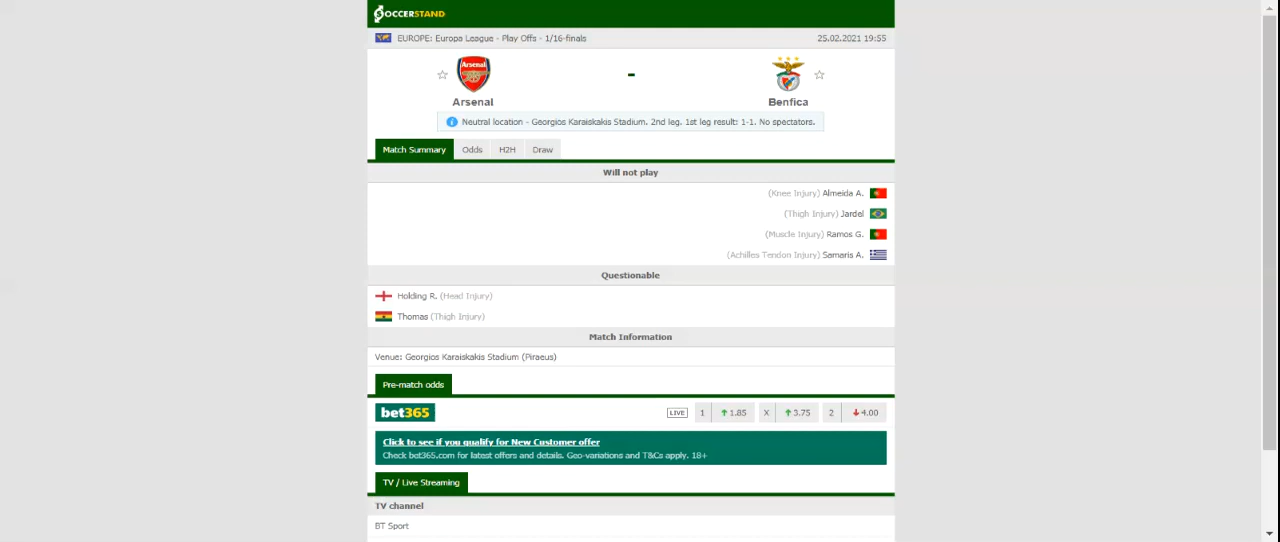 SOCCERSTAND
EUROPE: Europa League - Play Offs - 1/16-finals 25.02.2021 19:55
Arsenal
-
Arsenal Benfica
Neutral location - Georgios Karaiskakis Stadium. 2nd leg. 1st leg result: 1-1. No spectators.
Match Summary Odds H2H Draw
Will not play
(Knee Injury) Almeida A.
(Thigh Injury) Jardel
(Muscle Injury) Ramos G.
(Achilles Tendon Injury) Samaris A.
Questionable
Holding R. (Head Injury)
Thomas (Thigh Injury)
Match Information
Venue: Georgios Karaiskakis Stadium (Piraeus)
Pre-match odds
bet365 LIVE 1 1.85 X 3.75 2 4.00
Click to see if you qualify for New Customer offer
Check bet365.com for latest offers and details. Geo-variations and T&Cs apply. 18+
TV / Live Streaming
TV channel
BT Sport